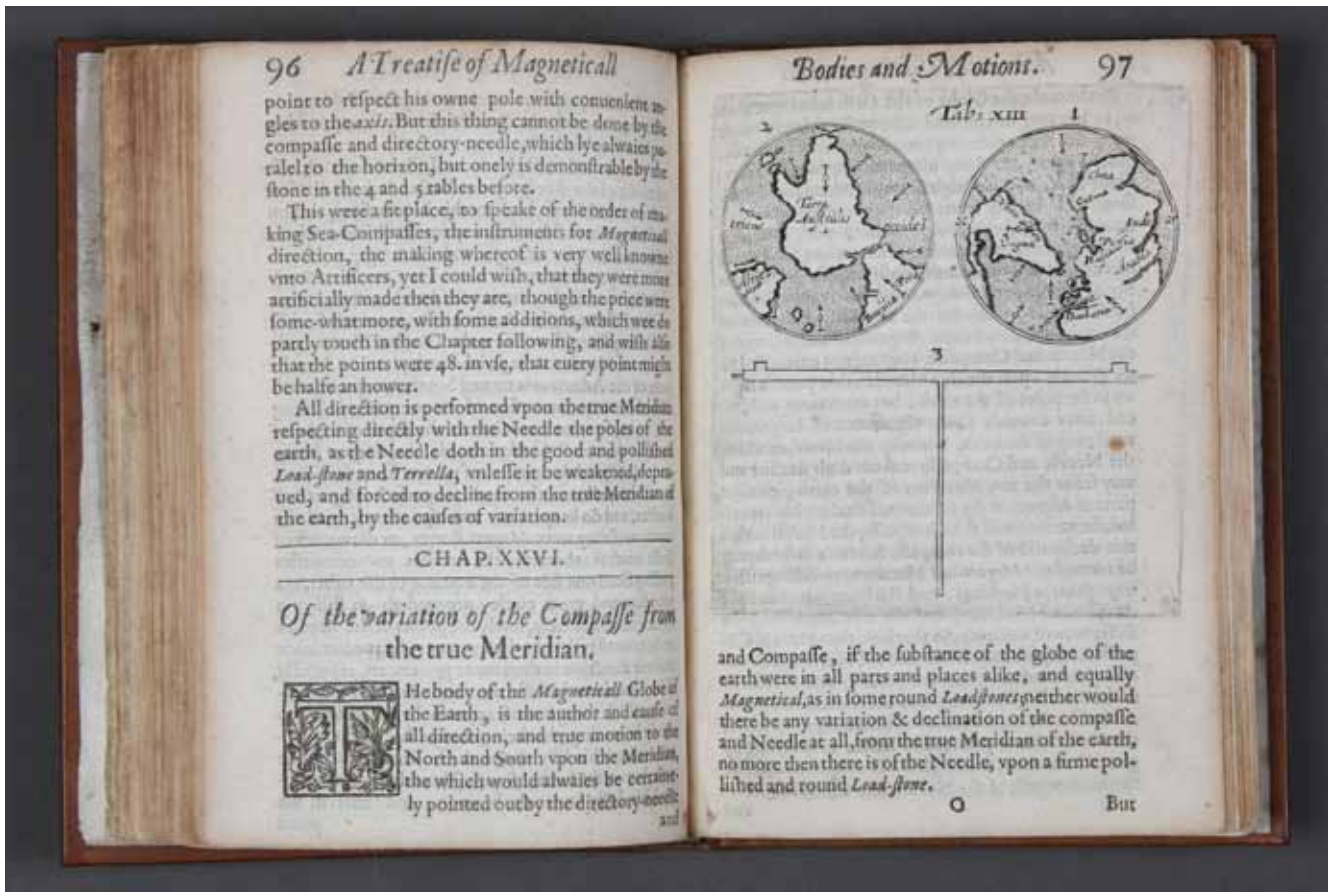 96 A Treatiſe of Magneticall
point to reſpect his owne pole with conuenient an-
gles to the axis. But this thing cannot be done by the
compaſſe and directory-needle, which lye alwaies pa-
ralel to the horizon, but onely is demonſtrable by the
ſtone in the 4 and 5 tables before.
This were a fit place, to ſpeake of the order of ma-
king Sea-Compaſſes, the inſtruments for Magneticall
direction, the making whereof is very well knowne
vnto Artificers, yet I could wiſh, that they were more
artificially made then they are, though the price were
ſome-what more, with ſome additions, which wee do
partly touch in the Chapter following, and wiſh alſo
that the points were 48. in vſe, that euery point might
be halfe an hower.
All direction is performed vpon the true Meridian
reſpecting directly with the Needle the poles of the
earth, as the Needle doth in the good and polliſhed
Load-ſtone and Terrella, vnleſſe it be weakened, depra-
ued, and forced to decline from the true Meridian of
the earth, by the cauſes of variation.
CHAP. XXVI.
Of the variation of the Compaſſe from
the true Meridian.
THe body of the Magneticall Globe of
the Earth, is the author and cauſe of
all direction, and true motion to the
North and South vpon the Meridian,
the which would alwaies be certaine-
ly pointed out by the directory-needle
and
Bodies and Motions. 97
Tab: XIII
2
1
Terra
Auſtralis
China
3
and Compaſſe, if the ſubſtance of the globe of the
earth were in all parts and places alike, and equally
Magnetical, as in ſome round Loadſtones; neither would
there be any variation & declination of the compaſſe
and Needle at all, from the true Meridian of the earth,
no more then there is of the Needle, vpon a firme pol-
liſhed and round Load-ſtone.
O But